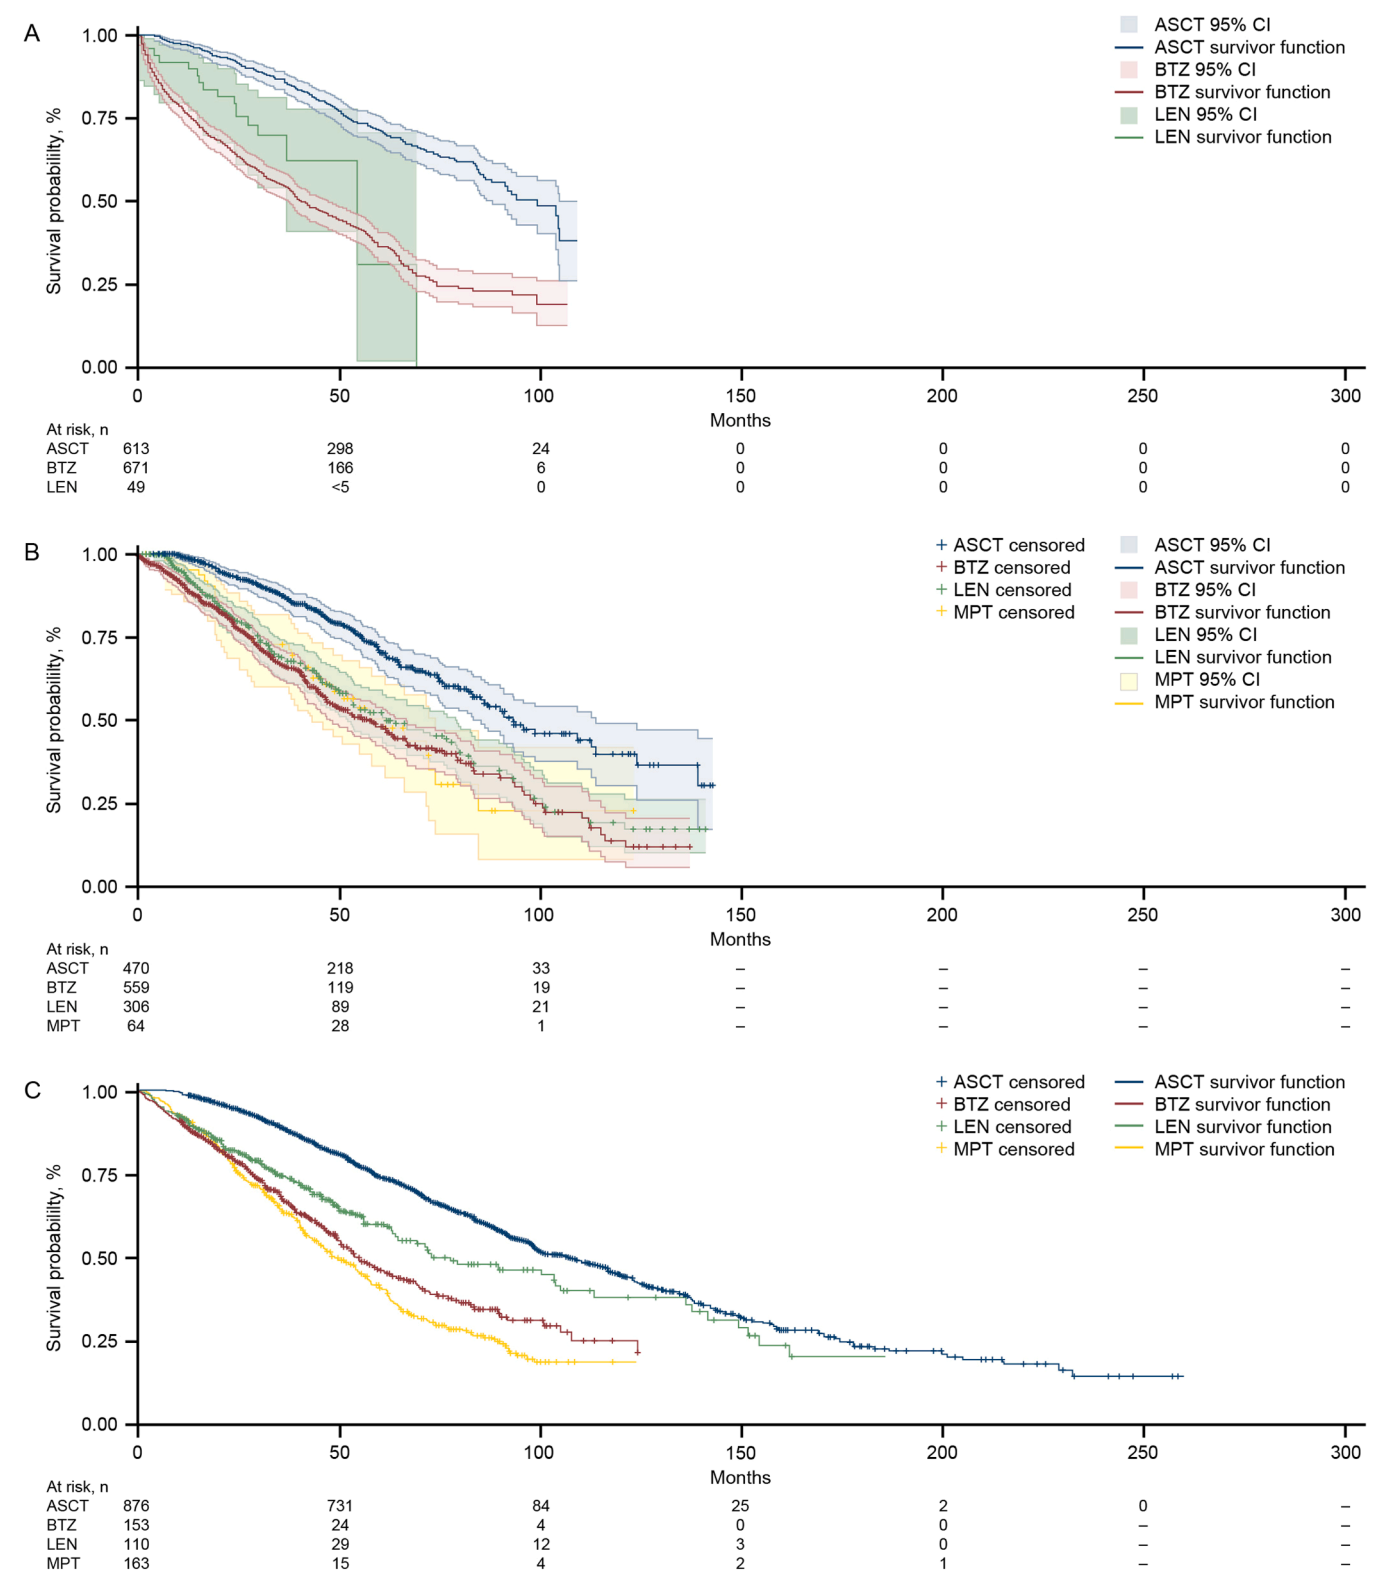 A
ASCT 95% CI
ASCT survivor function
BTZ 95% CI
BTZ survivor function
LEN 95% CI
LEN survivor function
Survival probability, %
1.00
0.75
0.50
0.25
0.00
0 50 100 150 200 250 300
Months
At risk, n
ASCT 613 298 24 0 0 0 0
BTZ 671 166 6 0 0 0 0
LEN 49 <5 0 0 0 0 0
B
ASCT censored ASCT 95% CI
BTZ censored ASCT survivor function
LEN censored BTZ 95% CI
MPT censored BTZ survivor function
LEN 95% CI
LEN survivor function
MPT 95% CI
MPT survivor function
Survival probability, %
1.00
0.75
0.50
0.25
0.00
0 50 100 150 200 250 300
Months
At risk, n
ASCT 470 218 33 – – – –
BTZ 559 119 19 – – – –
LEN 306 89 21 – – – –
MPT 64 28 1 – – – –
C
ASCT censored ASCT survivor function
BTZ censored BTZ survivor function
LEN censored LEN survivor function
MPT censored MPT survivor function
Survival probability, %
1.00
0.75
0.50
0.25
0.00
0 50 100 150 200 250 300
Months
At risk, n
ASCT 876 731 84 25 2 0 –
BTZ 153 24 4 0 0 – –
LEN 110 29 12 3 0 – –
MPT 163 15 4 2 1 – –